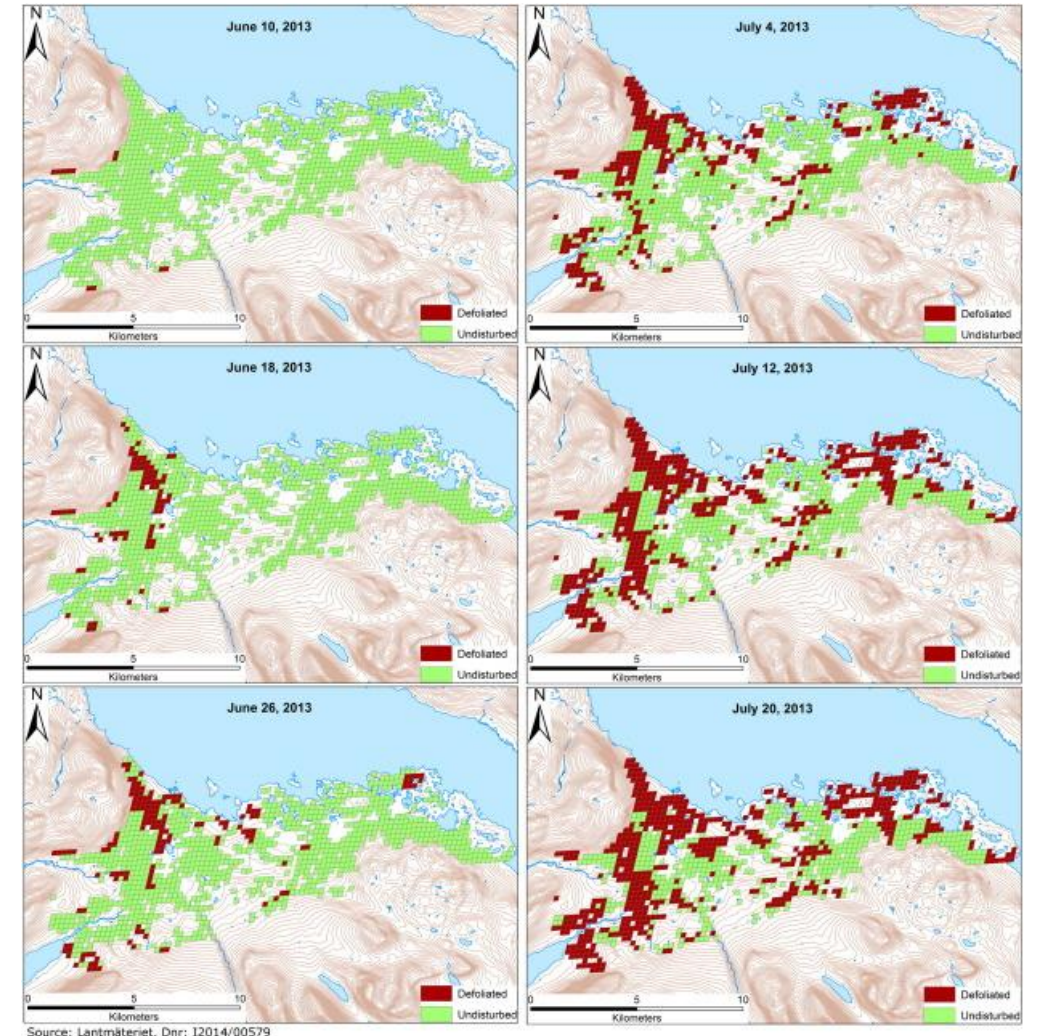 N
June 10, 2013
0 5 10
Kilometers
Defoliated
Undisturbed
N
July 4, 2013
0 5 10
Kilometers
Defoliated
Undisturbed
N
June 18, 2013
0 5 10
Kilometers
Defoliated
Undisturbed
N
July 12, 2013
0 5 10
Kilometers
Defoliated
Undisturbed
N
June 26, 2013
0 5 10
Kilometers
Defoliated
Undisturbed
N
July 20, 2013
0 5 10
Kilometers
Defoliated
Undisturbed
Source: Lantmäteriet, Dnr: I2014/00579